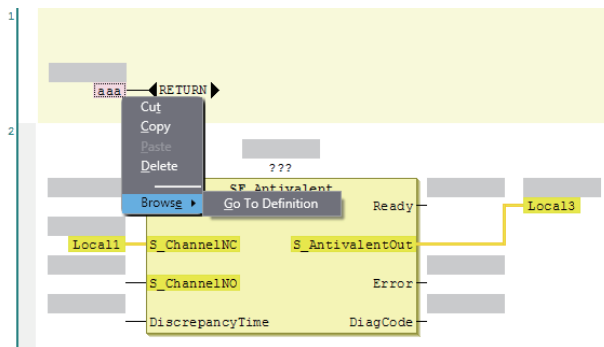 1
aaa RETURN
Cut
Copy
Paste
Delete
Browse Go To Definition
2
???
SF_Antivalent
Ready
Local3
Local1 S_ChannelNC S_AntivalentOut
S_ChannelNO Error
DiscrepancyTime DiagCode